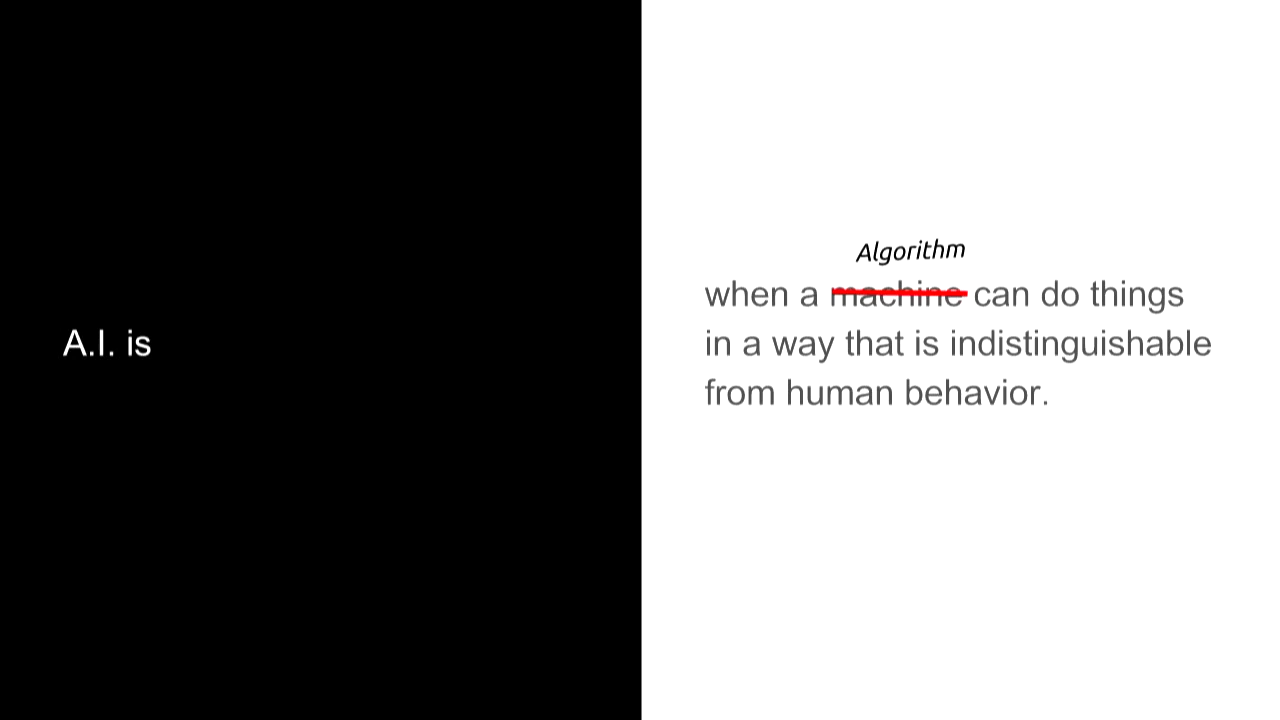 A.I. is
Algorithm
when a machine can do things
in a way that is indistinguishable
from human behavior.